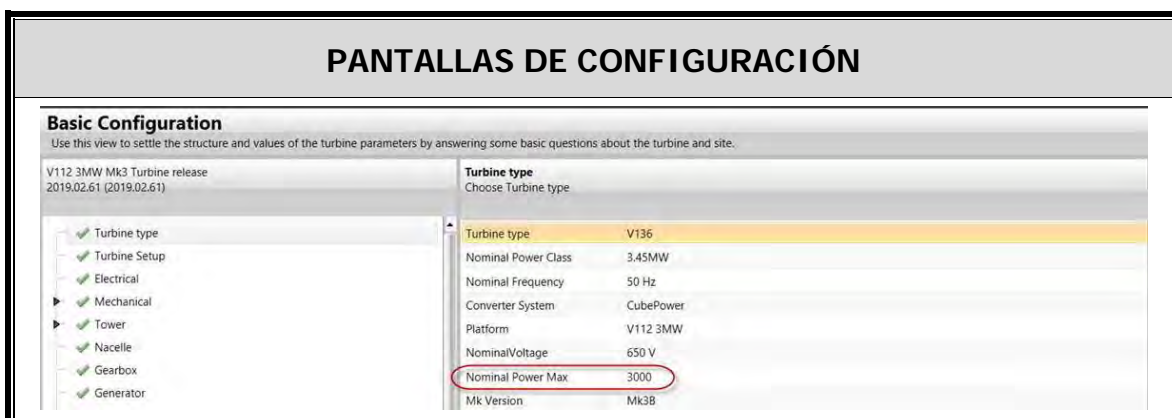 PANTALLAS DE CONFIGURACIÓN
Basic Configuration
Use this view to settle the structure and values of the turbine parameters by answering some basic questions about the turbine and site.
V112 3MW Mk3 Turbine release
2019.02.61 (2019.02.61)
Turbine type
Turbine Setup
Electrical
Mechanical
Tower
Nacelle
Gearbox
Generator
Turbine type
Choose Turbine type
Turbine type V136
Nominal Power Class 3.45MW
Nominal Frequency 50 Hz
Converter System CubePower
Platform V112 3MW
NominalVoltage 650 V
Nominal Power Max 3000
Mk Version Mk3B